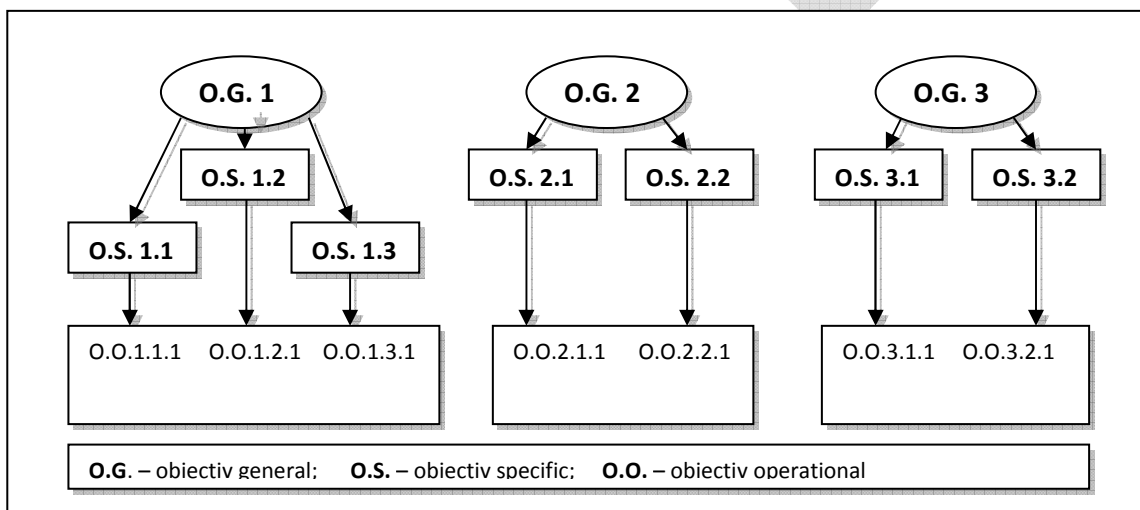 O.G. 1 O.G. 2 O.G. 3
O.S. 1.2 O.S. 2.1 O.S. 2.2 O.S. 3.1 O.S. 3.2
O.S. 1.1 O.S. 1.3
O.O.1.1.1 O.O.1.2.1 O.O.1.3.1 O.O.2.1.1 O.O.2.2.1 O.O.3.1.1 O.O.3.2.1
O.G. – obiectiv general; O.S. – obiectiv specific; O.O. – obiectiv operational